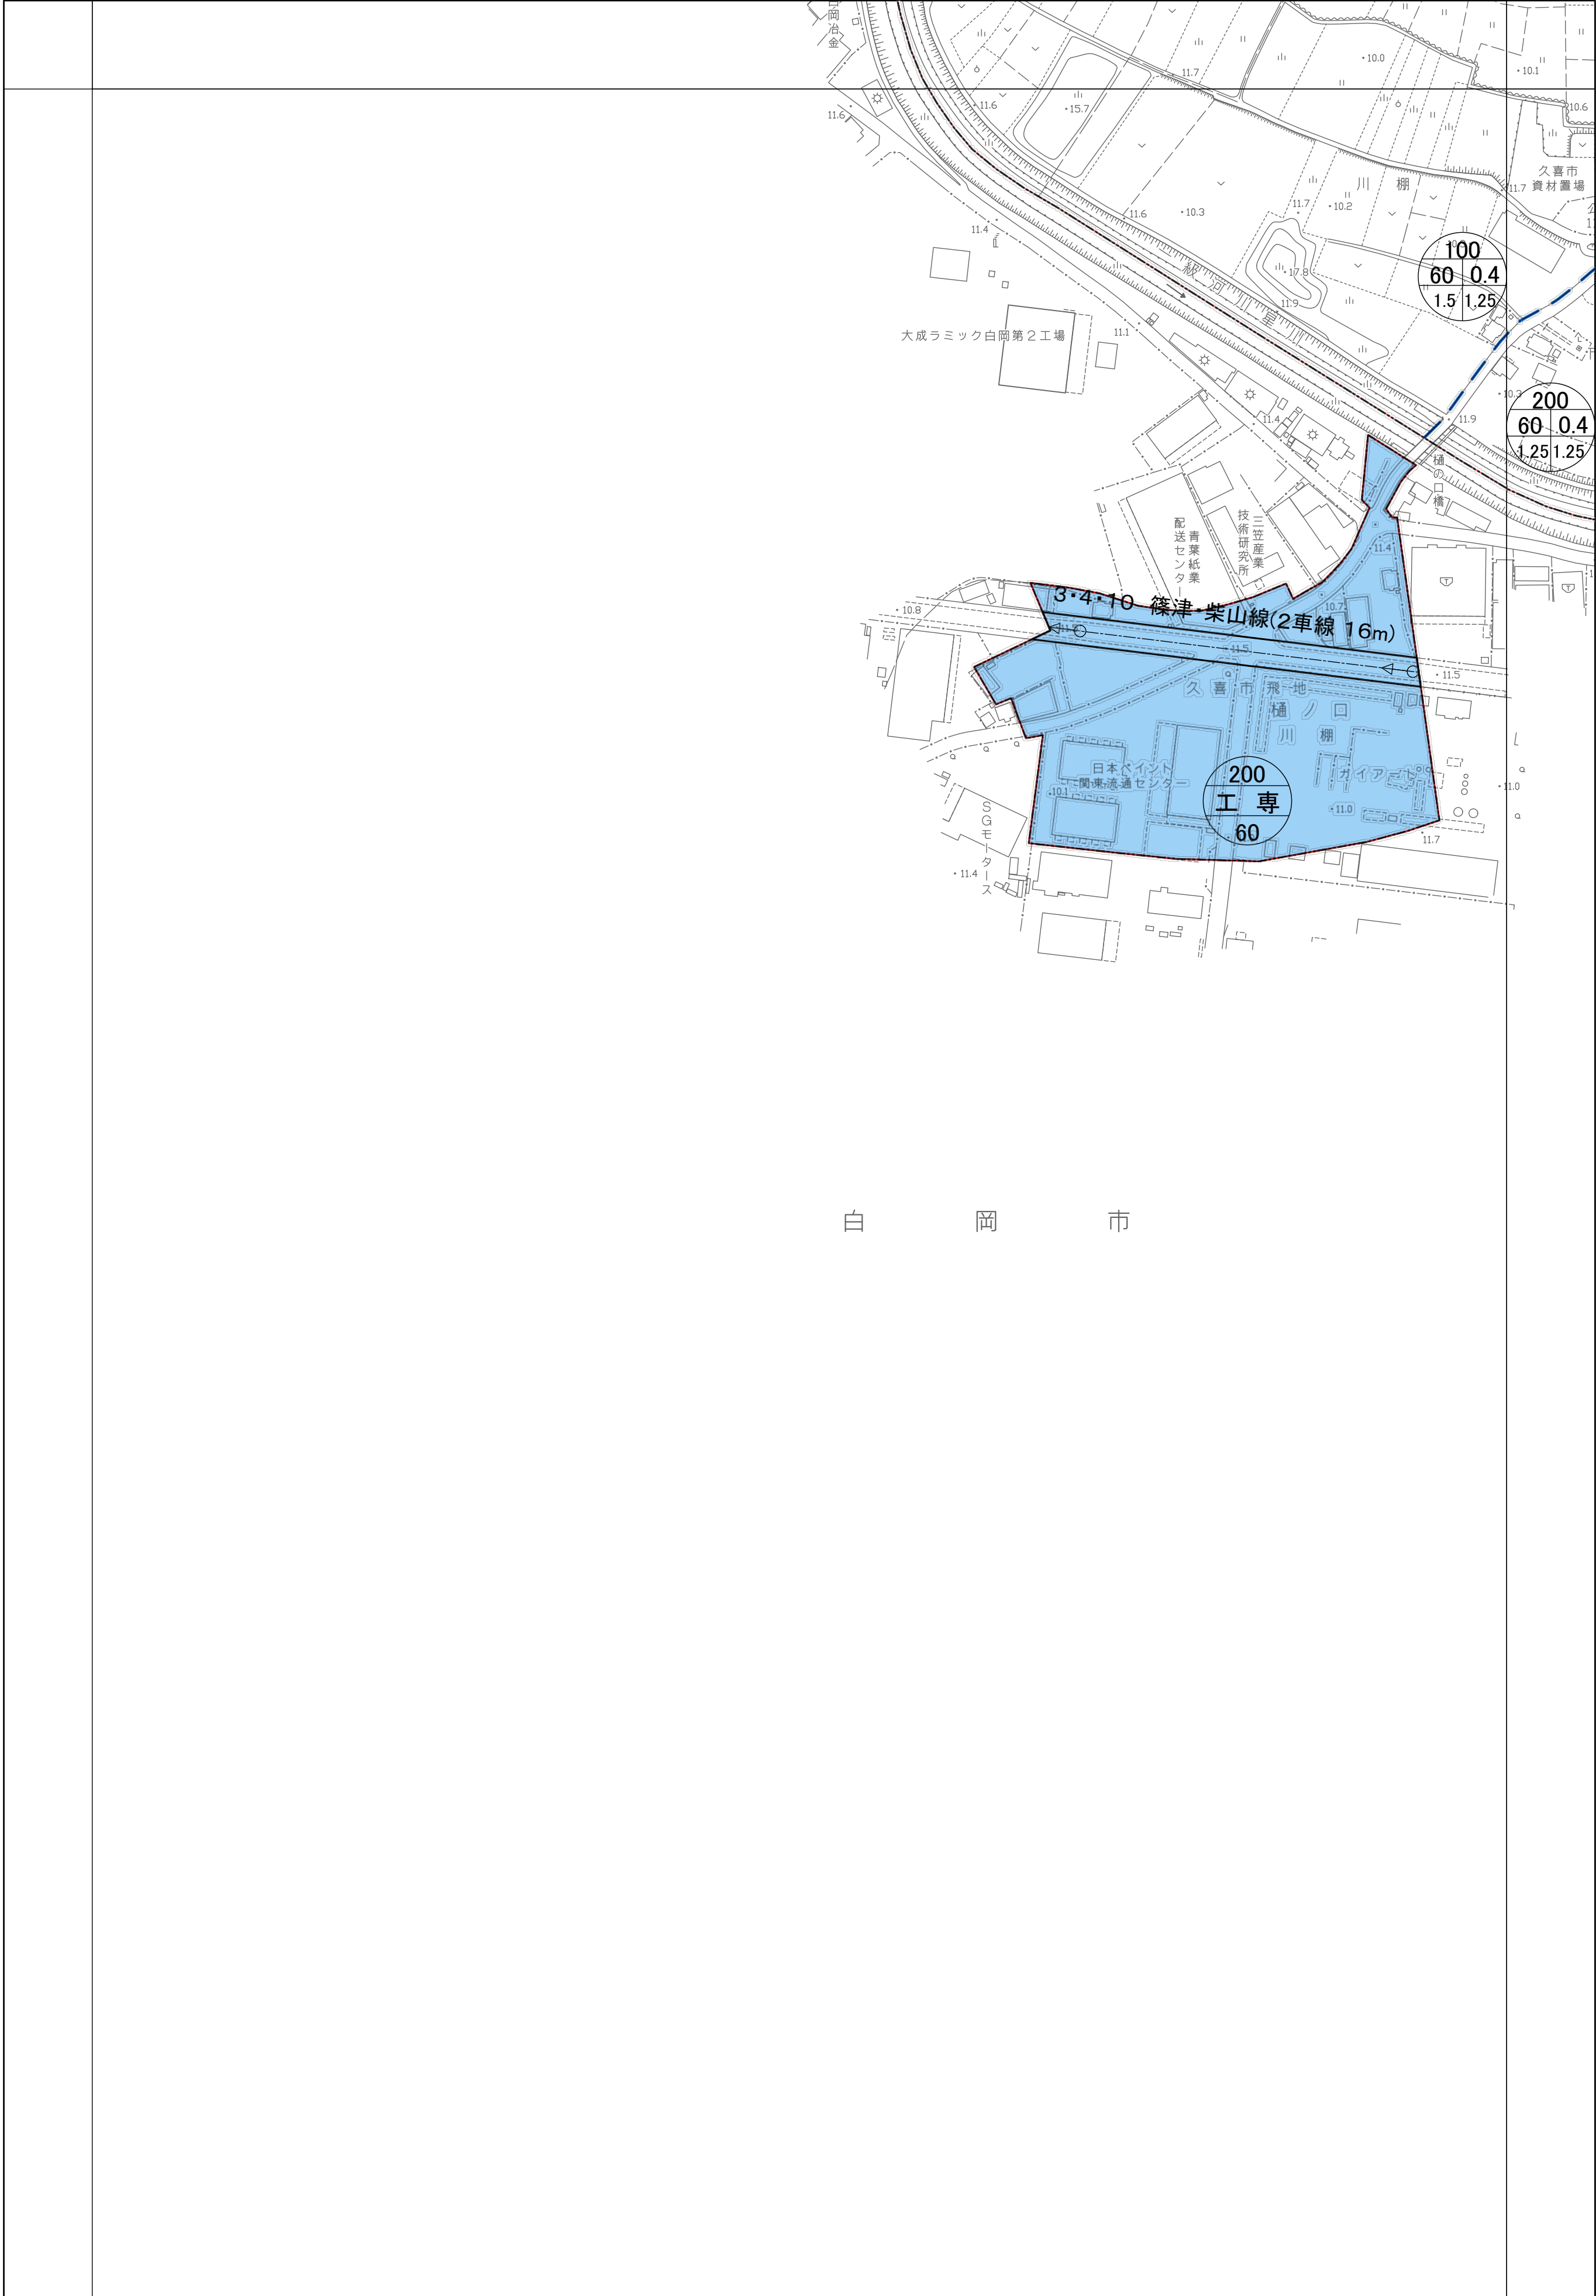 白岡冶金
10.0
11.7
10.1
11.6
15.7
11.6
10.6
久喜市
資材置場
川棚
11.7
11.7
10.2
11.6
10.3
11.4
一級河川星川
17.8
11.9
100
60 0.4
1.5 1.25
大成ラミック白岡第2工場
11.1
10.3
200
60 0.4
1.25 1.25
11.9
11.4
樋の口橋
三笠産業
技術研究所
青葉紙業
配送センター
11.4
10.7
10.8
3・4・10 篠津・柴山線(2車線 16m)
11.5
11.5
久喜市飛地
樋ノ口
川棚
日本ペイント
関東流通センター
ガイアート
10.1
200
工専
60
11.0
11.0
11.7
SGモータース
11.4
白岡市